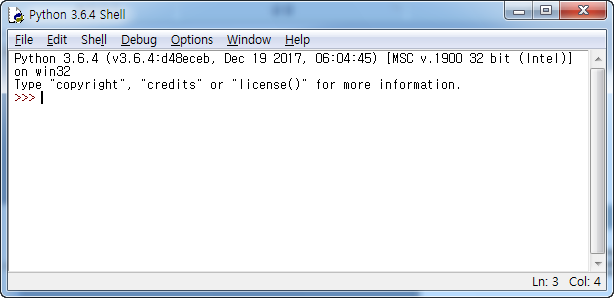 Python 3.6.4 Shell
File Edit Shell Debug Options Window Help
Python 3.6.4 (v3.6.4:d48eceb, Dec 19 2017, 06:04:45) [MSC v.1900 32 bit (Intel)]
on win32
Type "copyright", "credits" or "license()" for more information.
>>>
Ln: 3 Col: 4